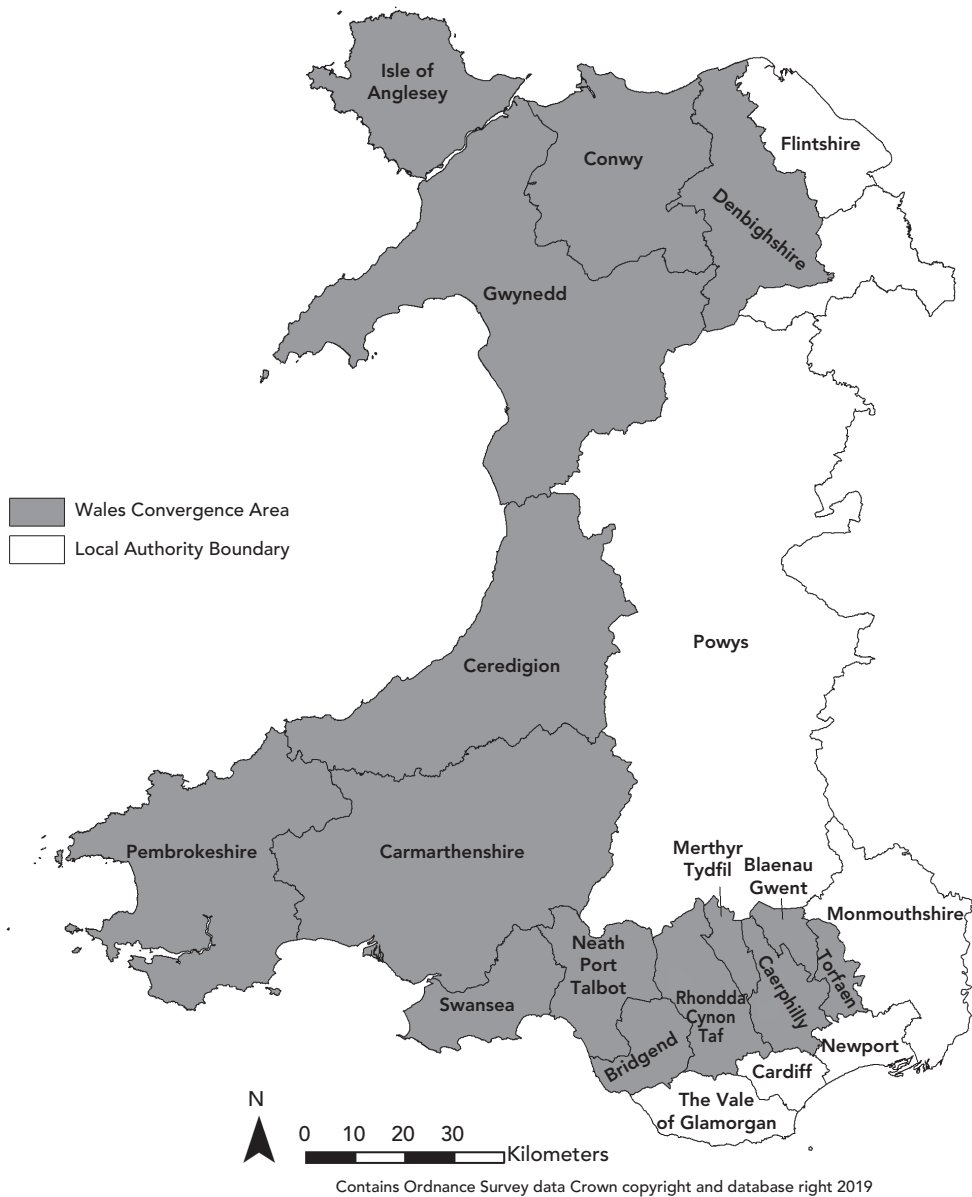 Isle of
Anglesey
Conwy
Flintshire
Denbighshire
Gwynedd
Wales Convergence Area
Local Authority Boundary
Powys
Ceredigion
Pembrokeshire
Carmarthenshire
Merthyr
Tydfil
Blaenau
Gwent
Monmouthshire
Neath
Port
Talbot
Swansea
Rhondda
Cynon
Taf
Caerphilly
Torfaen
Bridgend
Newport
Cardiff
The Vale
of Glamorgan
N
0 10 20 30
Kilometers
Contains Ordnance Survey data Crown copyright and database right 2019